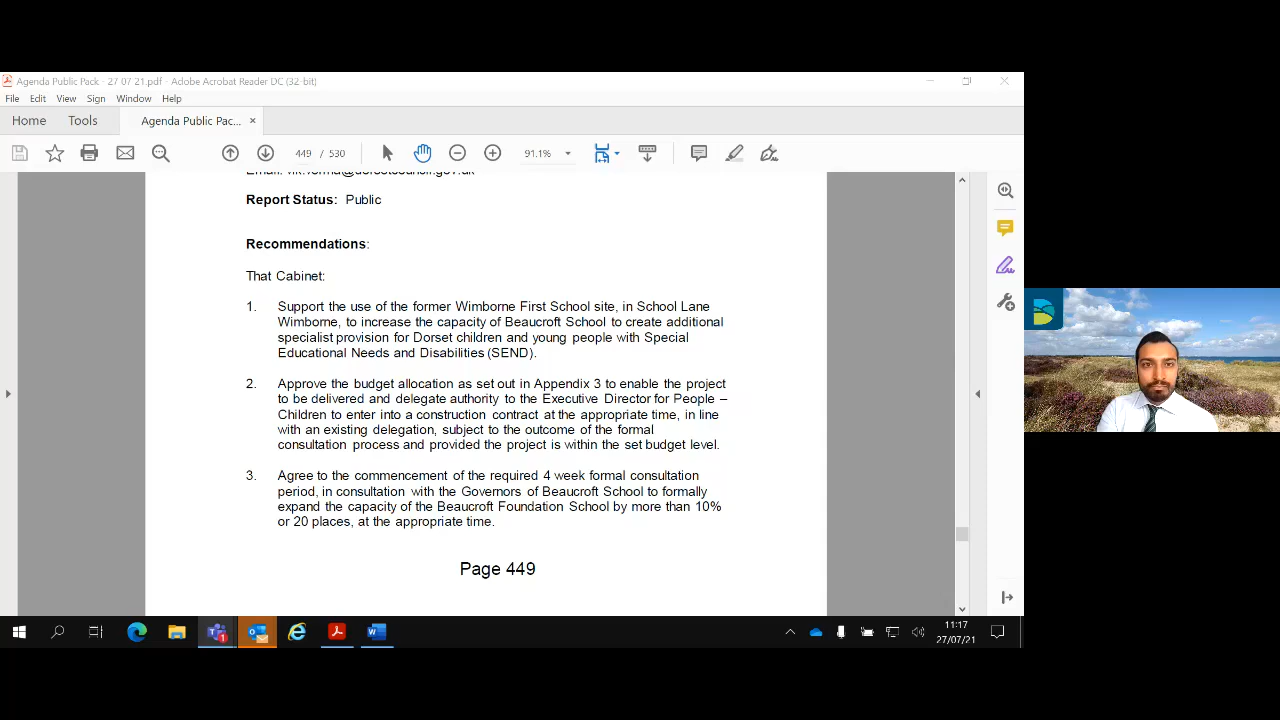 Agenda Public Pack - 27 07 21.pdf - Adobe Acrobat Reader DC (32-bit)
File Edit View Sign Window Help
Home Tools Agenda Public Pac... ×
449 / 530 91.1%
Report Status: Public
Recommendations:
That Cabinet:
1. Support the use of the former Wimborne First School site, in School Lane
Wimborne, to increase the capacity of Beaucroft School to create additional
specialist provision for Dorset children and young people with Special
Educational Needs and Disabilities (SEND).
2. Approve the budget allocation as set out in Appendix 3 to enable the project
to be delivered and delegate authority to the Executive Director for People –
Children to enter into a construction contract at the appropriate time, in line
with an existing delegation, subject to the outcome of the formal
consultation process and provided the project is within the set budget level.
3. Agree to the commencement of the required 4 week formal consultation
period, in consultation with the Governors of Beaucroft School to formally
expand the capacity of the Beaucroft Foundation School by more than 10%
or 20 places, at the appropriate time.
Page 449
11:17
27/07/21